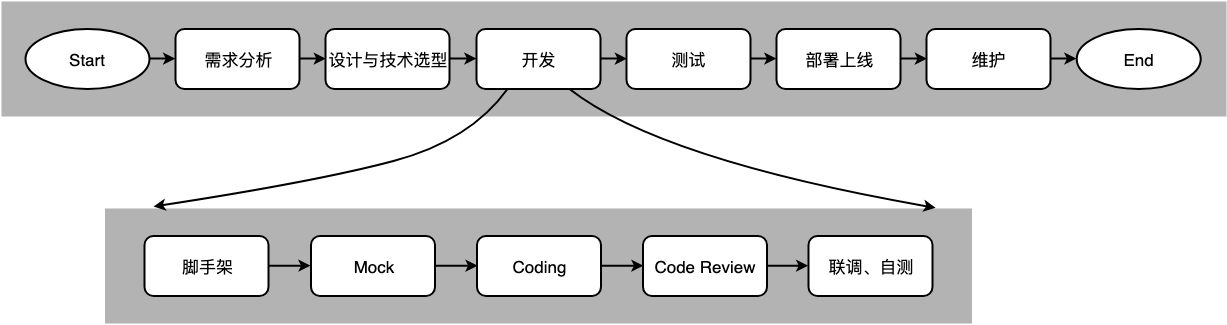 Start
需求分析
设计与技术选型
开发
测试
部署上线
维护
End
脚手架
Mock
Coding
Code Review
联调、自测